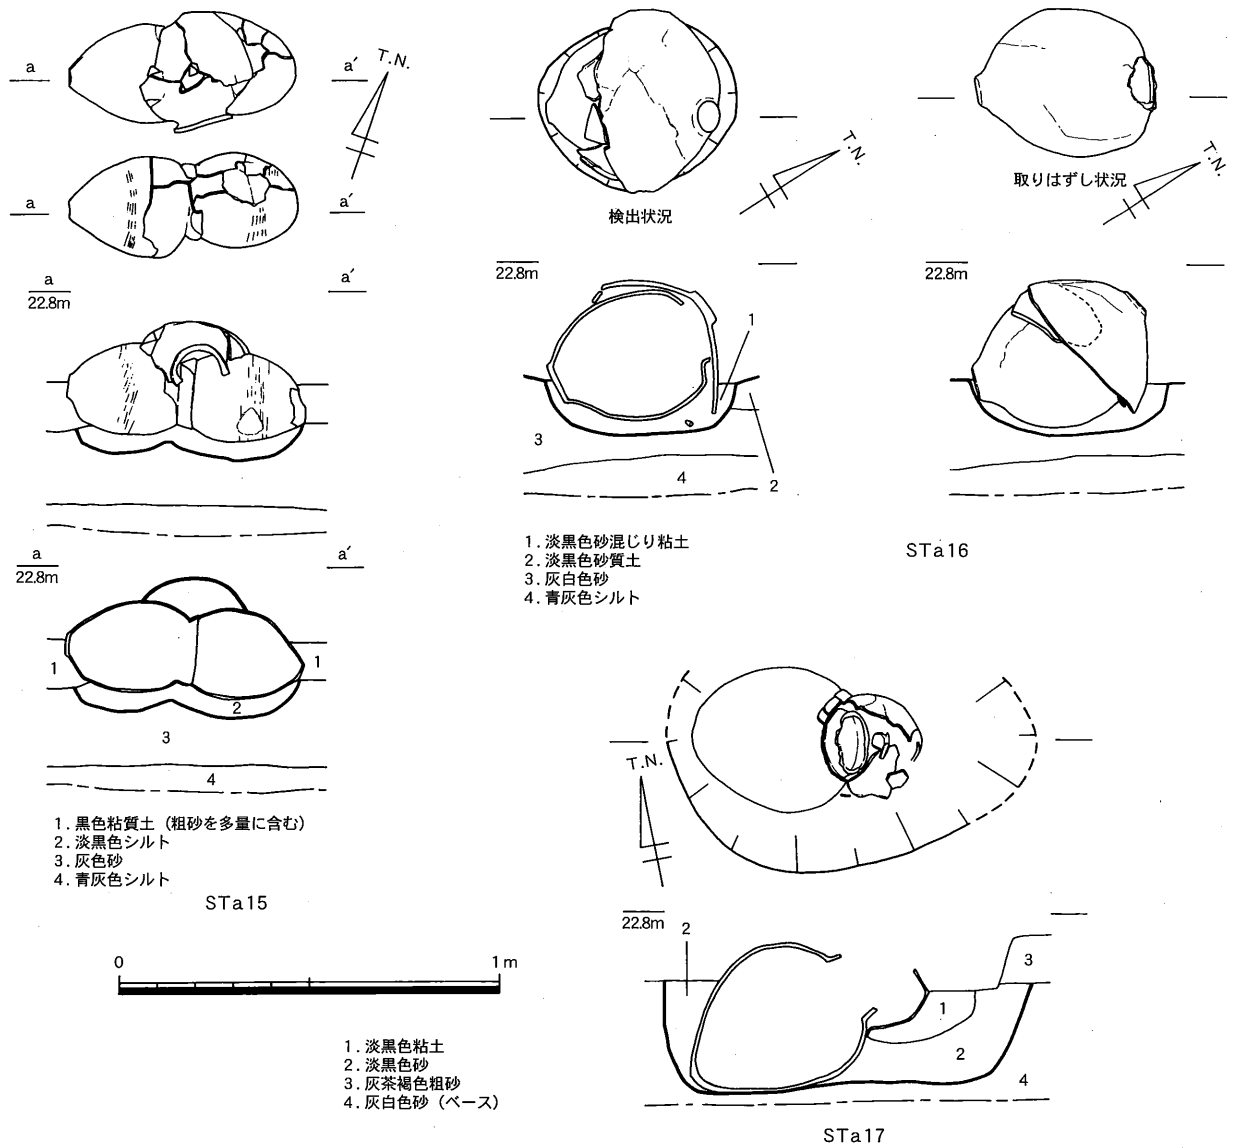 a
a′
T.N.
a
a′
a
22.8m
a′
a
22.8m
a′
1
1
2
3
4
1. 黒色粘質土（粗砂を多量に含む）
2. 淡黒色シルト
3. 灰色砂
4. 青灰色シルト
STa15
検出状況
T.N.
22.8m
1
3
4
2
1. 淡黒色砂混じり粘土
2. 淡黒色砂質土
3. 灰白色砂
4. 青灰色シルト
取りはずし状況
T.N.
22.8m
STa16
T.N.
22.8m
2
3
1
2
4
0
1m
1. 淡黒色粘土
2. 淡黒色砂
3. 灰茶褐色粗砂
4. 灰白色砂（ベース）
STa17